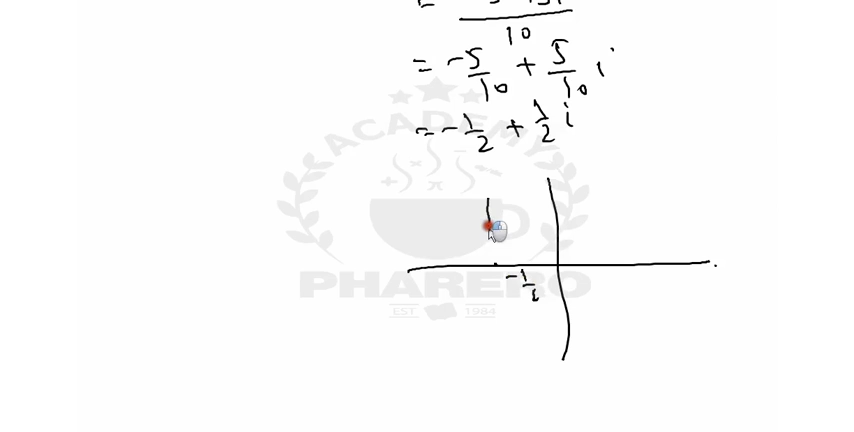 10
= -5/10 + 5/10 i
= -1/2 + 1/2 i
ACADEMY
-1/2
PHARERO
EST 1984